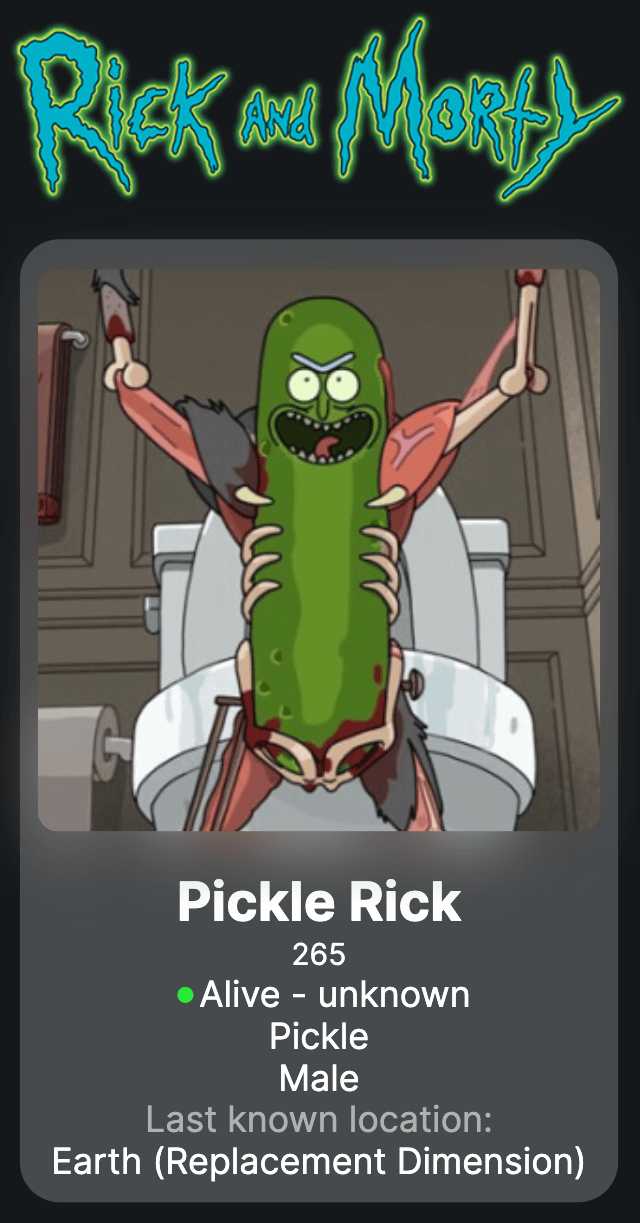 Rick and Morty
Pickle Rick
265
Alive - unknown
Pickle
Male
Last known location:
Earth (Replacement Dimension)